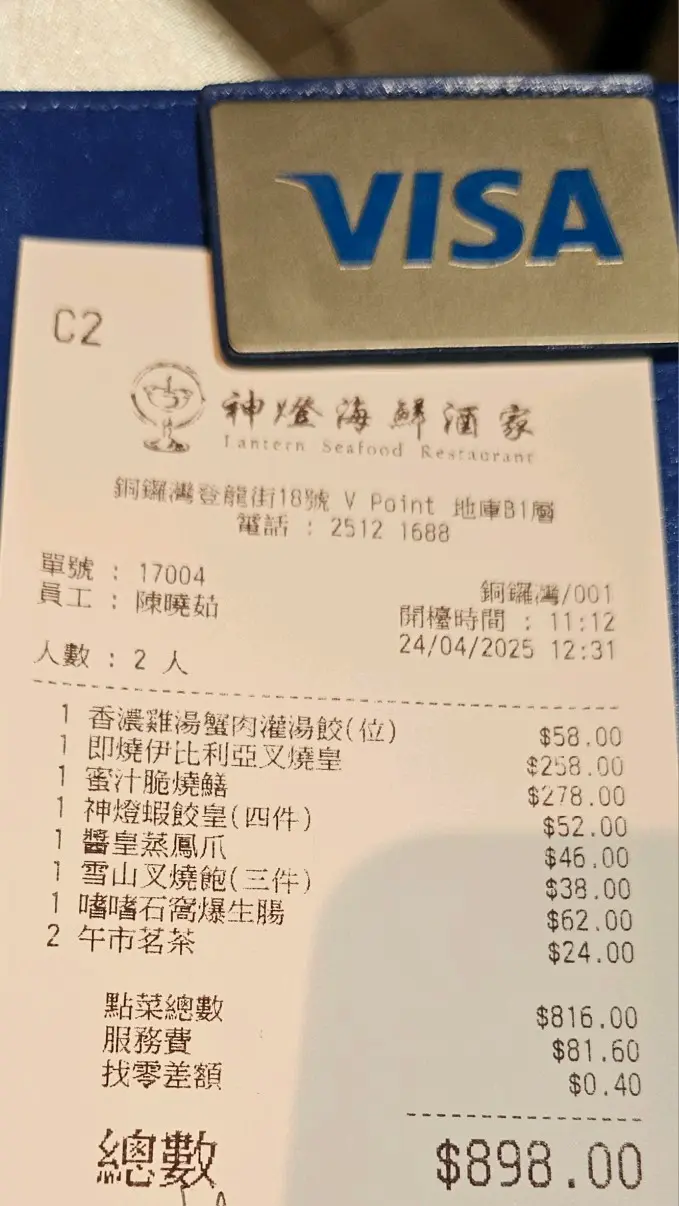 VISA
C2
神燈海鮮酒家
Lantern Seafood Restaurant
銅鑼灣登龍街18號 V Point 地庫B1層
電話 : 2512 1688
單號 : 17004
銅鑼灣/001
員工 : 陳曉茹
開檯時間 : 11:12
人數 : 2 人
24/04/2025 12:31
1 香濃雞湯蟹肉灌湯餃(位) $58.00
1 即燒伊比利亞叉燒皇 $258.00
1 蜜汁脆燒鱔 $278.00
1 神燈蝦餃皇(四件) $52.00
1 醬皇蒸鳳爪 $46.00
1 雪山叉燒飽(三件) $38.00
1 嗜嗜石窩爆生腸 $62.00
2 午市茗茶 $24.00
點菜總數 $816.00
服務費 $81.60
找零差額 $0.40
總數 $898.00